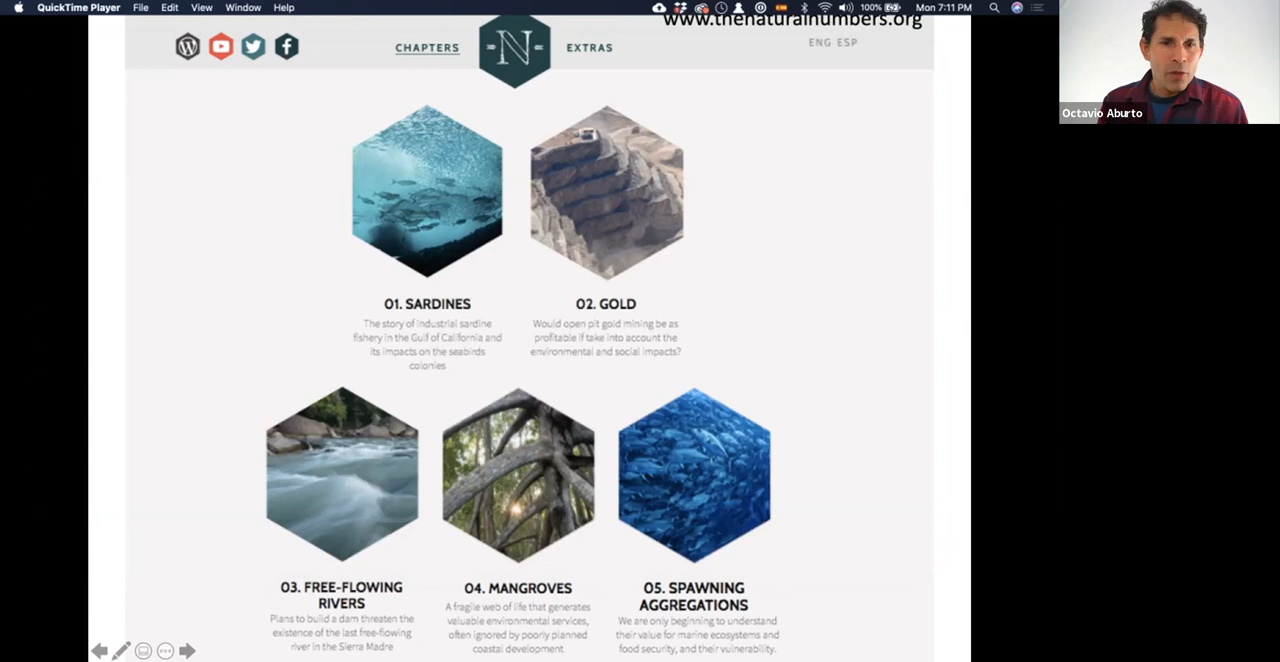 QuickTime Player File Edit View Window Help 100% Mon 7:11 PM
www.thenaturalnumbers.org
CHAPTERS N EXTRAS ENG ESP
Octavio Aburto
01. SARDINES
The story of industrial sardine
fishery in the Gulf of California and
its impacts on the seabirds
colonies
02. GOLD
Would open pit gold mining be as
profitable if take into account the
environmental and social impacts?
03. FREE-FLOWING
RIVERS
Plans to build a dam threaten the
existence of the last free-flowing
river in the Sierra Madre
04. MANGROVES
A fragile web of life that generates
valuable environmental services,
often ignored by poorly planned
coastal development
05. SPAWNING
AGGREGATIONS
We are only beginning to understand
their value for marine ecosystems and
food security, and their vulnerability.